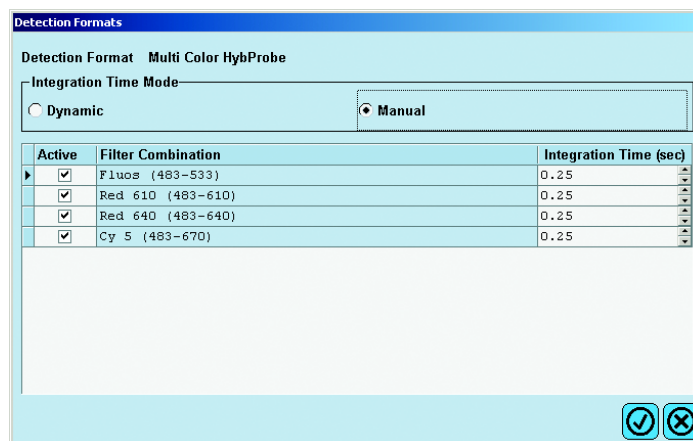 Detection Formats
Detection Format Multi Color HybProbe
Integration Time Mode
Dynamic Manual
Active Filter Combination Integration Time (sec)
Fluos (483-533) 0.25
Red 610 (483-610) 0.25
Red 640 (483-640) 0.25
Cy 5 (483-670) 0.25